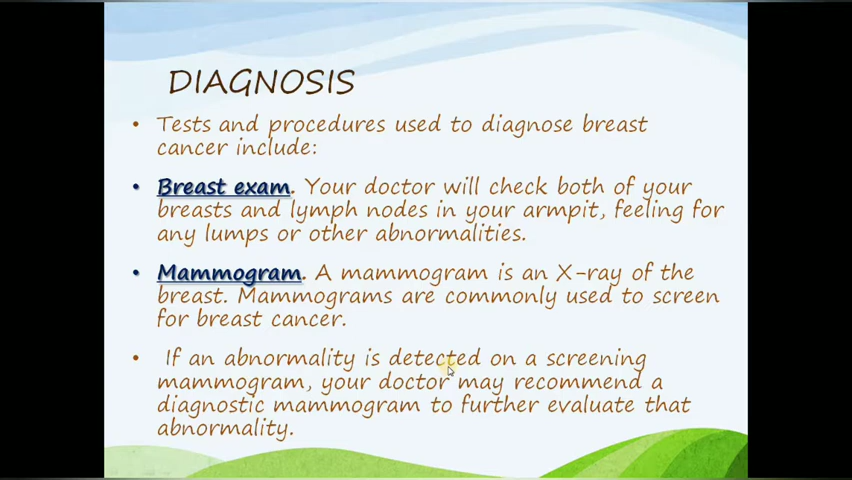 DIAGNOSIS
• Tests and procedures used to diagnose breast
cancer include:
• Breast exam. Your doctor will check both of your
breasts and lymph nodes in your armpit, feeling for
any lumps or other abnormalities.
• Mammogram. A mammogram is an X-ray of the
breast. Mammograms are commonly used to screen
for breast cancer.
• If an abnormality is detected on a screening
mammogram, your doctor may recommend a
diagnostic mammogram to further evaluate that
abnormality.